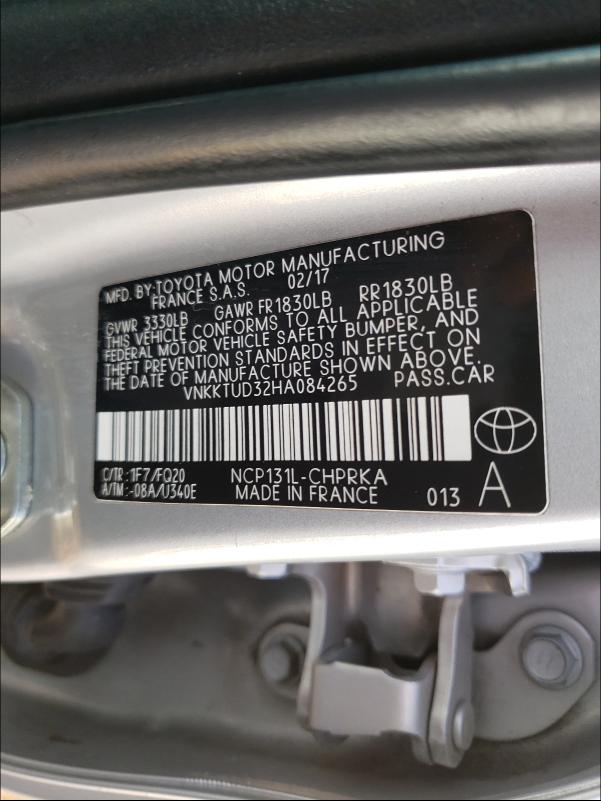 MFD. BY:TOYOTA MOTOR MANUFACTURING
FRANCE S.A.S. 02/17
GVWR 3330LB GAWR FR1830LB RR1830LB
THIS VEHICLE CONFORMS TO ALL APPLICABLE
FEDERAL MOTOR VEHICLE SAFETY BUMPER, AND
THEFT PREVENTION STANDARDS IN EFFECT ON
THE DATE OF MANUFACTURE SHOWN ABOVE.
VNKKTUD32HA084265 PASS.CAR
C/TR :1F7/FQ20 NCP131L-CHPRKA
A/TM :-08A/U340E MADE IN FRANCE 013 A